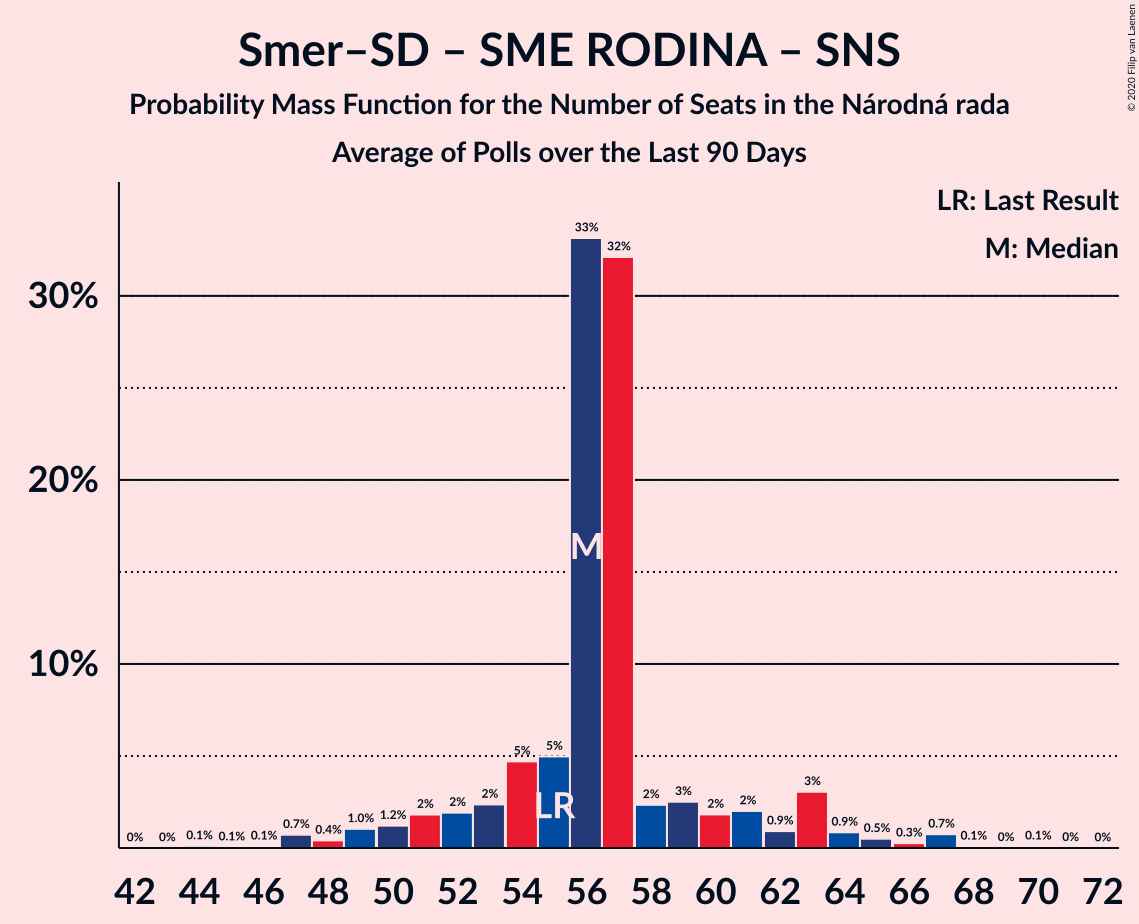 Smer–SD – SME RODINA – SNS
Probability Mass Function for the Number of Seats in the Národná rada
Average of Polls over the Last 90 Days
© 2020 Filip van Laenen
LR: Last Result
M: Median
30%
20%
10%
0% 0% 0.1% 0.1% 0.1% 0.7% 0.4% 1.0% 1.2% 2% 2% 2% 5% 5% 33% 32% 2% 3% 2% 2% 0.9% 3% 0.9% 0.5% 0.3% 0.7% 0.1% 0% 0.1% 0% 0%
M
LR
42 44 46 48 50 52 54 56 58 60 62 64 66 68 70 72